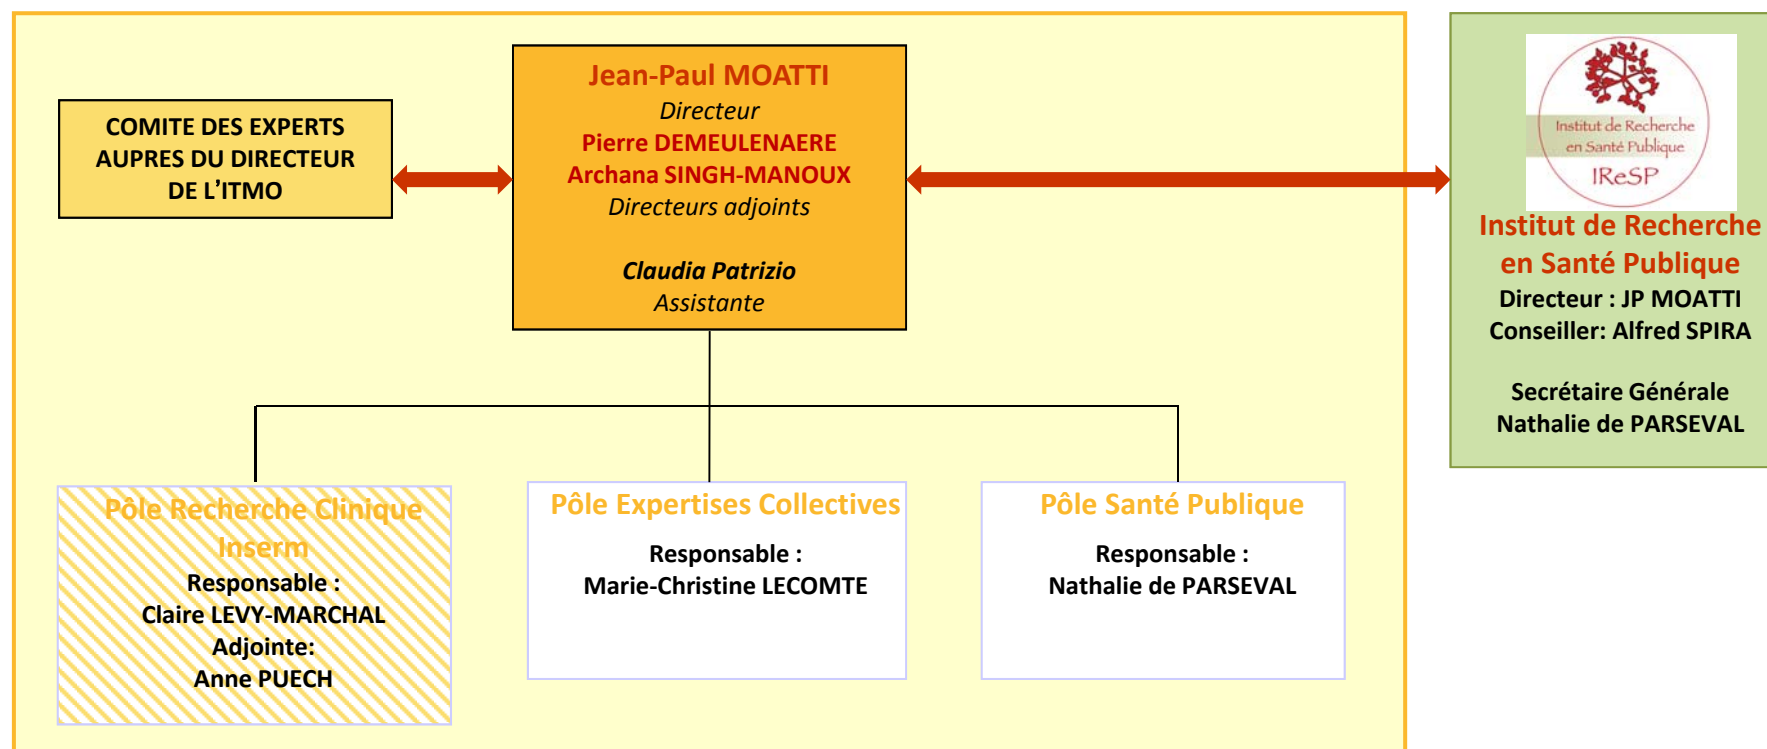 COMITE DES EXPERTS
AUPRES DU DIRECTEUR
DE L'ITMO
Jean-Paul MOATTI
Directeur
Pierre DEMEULENAERE
Archana SINGH-MANOUX
Directeurs adjoints
Claudia Patrizio
Assistante
Institut de Recherche
en Santé Publique
IReSP
Institut de Recherche
en Santé Publique
Directeur : JP MOATTI
Conseiller: Alfred SPIRA
Secrétaire Générale
Nathalie de PARSEVAL
Pôle Recherche Clinique
Inserm
Responsable :
Claire LEVY-MARCHAL
Adjointe:
Anne PUECH
Pôle Expertises Collectives
Responsable :
Marie-Christine LECOMTE
Pôle Santé Publique
Responsable :
Nathalie de PARSEVAL